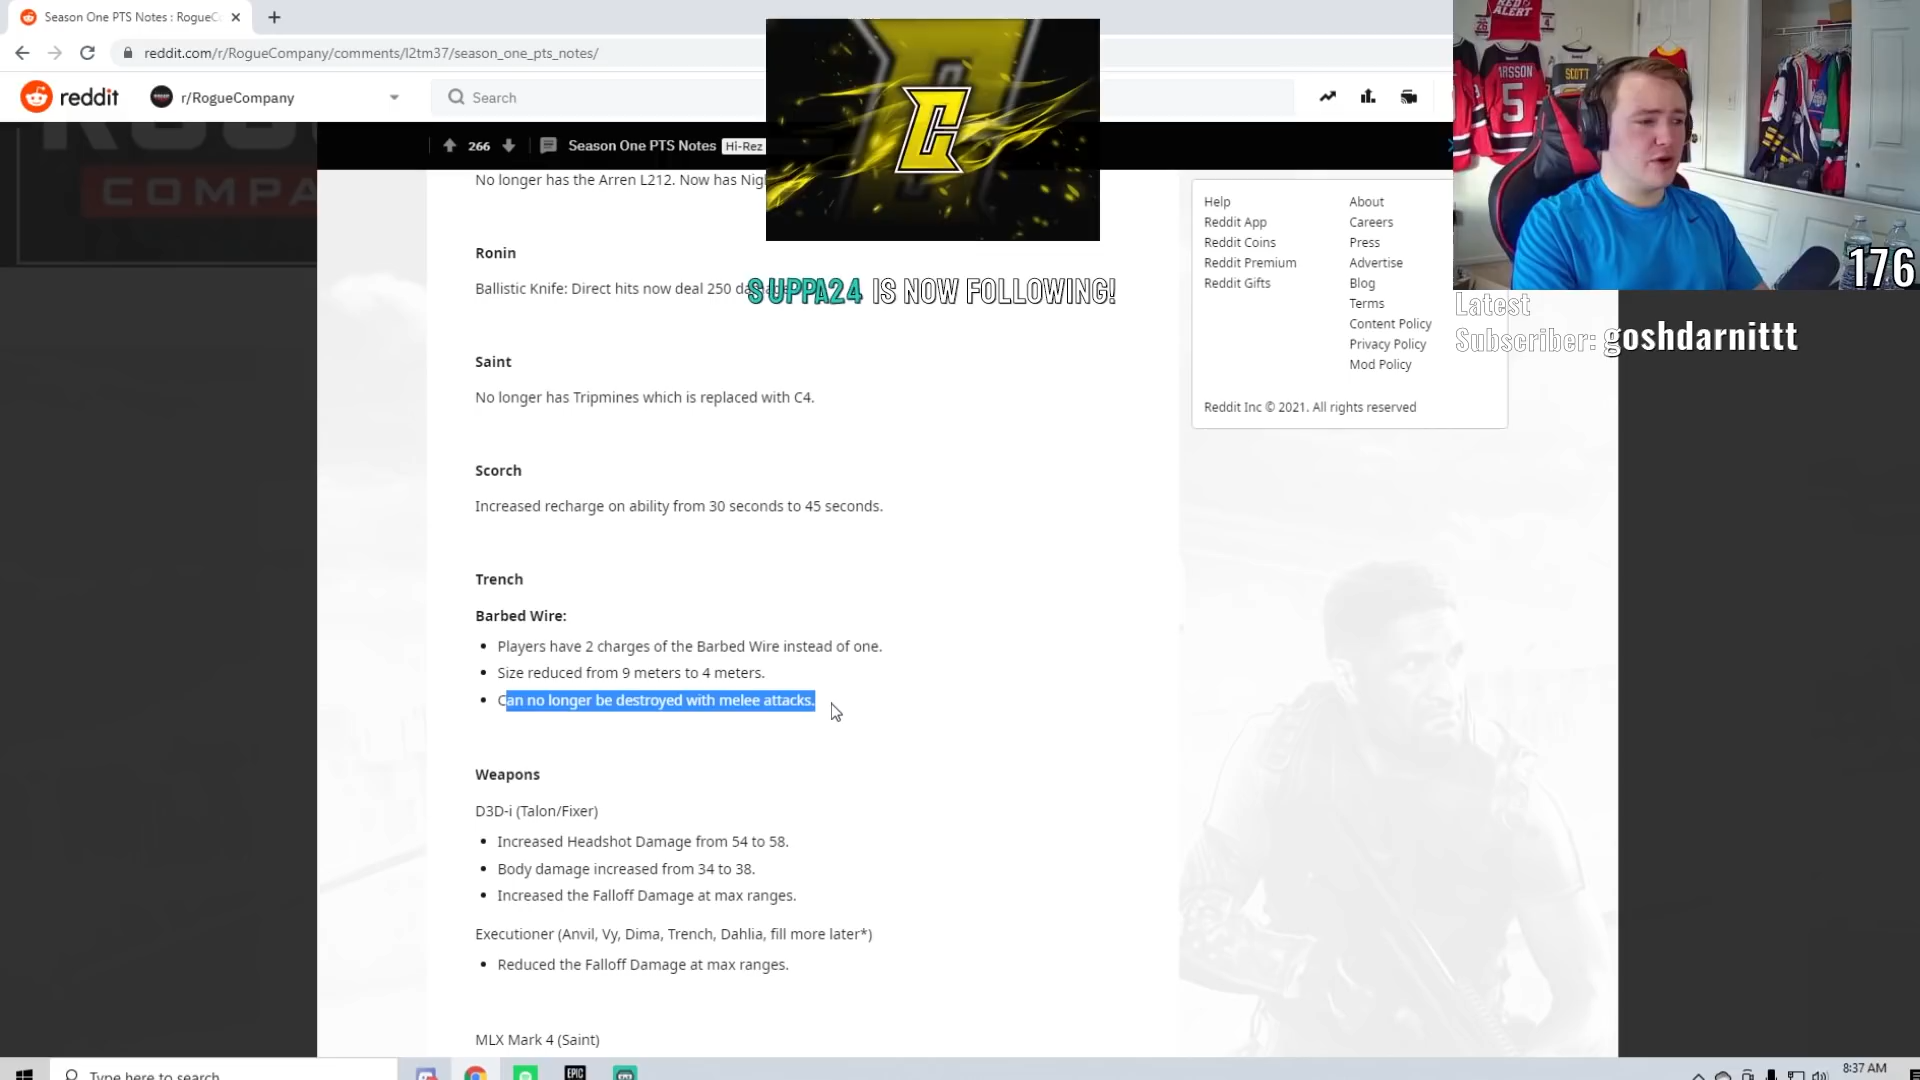 Season One PTS Notes : RogueC
reddit.com/r/RogueCompany/comments/l2tm37/season_one_pts_notes/
reddit
r/RogueCompany
Search
266
Season One PTS Notes
Hi-Rez
COMPA
No longer has the Arren L212. Now has Nig
Ronin
Ballistic Knife: Direct hits now deal 250
SUPPA24 IS NOW FOLLOWING!
Saint
No longer has Tripmines which is replaced with C4.
Scorch
Increased recharge on ability from 30 seconds to 45 seconds.
Trench
Barbed Wire:
Players have 2 charges of the Barbed Wire instead of one.
Size reduced from 9 meters to 4 meters.
Can no longer be destroyed with melee attacks.
Weapons
D3D-i (Talon/Fixer)
Increased Headshot Damage from 54 to 58.
Body damage increased from 34 to 38.
Increased the Falloff Damage at max ranges.
Executioner (Anvil, Vy, Dima, Trench, Dahlia, fill more later*)
Reduced the Falloff Damage at max ranges.
MLX Mark 4 (Saint)
Help
About
Reddit App
Careers
Reddit Coins
Press
Reddit Premium
Advertise
Reddit Gifts
Blog
Terms
Content Policy
Privacy Policy
Mod Policy
Reddit Inc © 2021. All rights reserved
RED ALERT
ARSSON
5
SCOTT
176
Latest
Subscriber: goshdarnittt
Type here to search
EPIC
8:37 AM